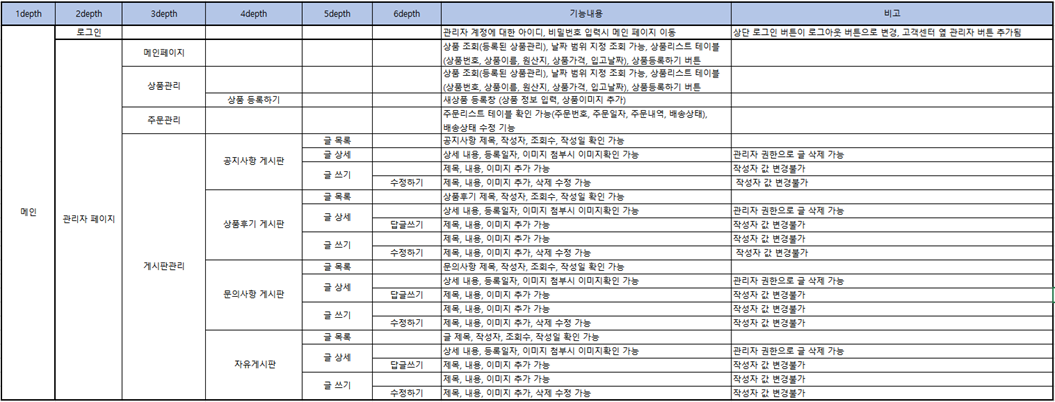 1depth 2depth 3depth 4depth 5depth 6depth 기능내용 비고
메인 로그인 관리자 계정에 대한 아이디, 비밀번호 입력시 메인 페이지 이동 상단 로그인 버튼이 로그아웃 버튼으로 변경, 고객센터 옆 관리자 버튼 추가됨
관리자 페이지 메인페이지 상품 조회(등록된 상품관리), 날짜 범위 지정 조회 가능, 상품리스트 테이블
(상품번호, 상품이름, 원산지, 상품가격, 입고날짜), 상품등록하기 버튼
상품관리 상품 조회(등록된 상품관리), 날짜 범위 지정 조회 가능, 상품리스트 테이블
(상품번호, 상품이름, 원산지, 상품가격, 입고날짜), 상품등록하기 버튼
상품 등록하기 새상품 등록창 (상품 정보 입력, 상품이미지 추가)
주문관리 주문리스트 테이블 확인 가능(주문번호, 주문일자, 주문내역, 배송상태),
배송상태 수정 기능
게시판관리 공지사항 게시판 글 목록 공지사항 제목, 작성자, 조회수, 작성일 확인 가능
글 상세 상세 내용, 등록일자, 이미지 첨부시 이미지확인 가능 관리자 권한으로 글 삭제 가능
글 쓰기 제목, 내용, 이미지 추가 가능 작성자 값 변경불가
수정하기 제목, 내용, 이미지 추가, 삭제 수정 가능 작성자 값 변경불가
상품후기 게시판 글 목록 상품후기 제목, 작성자, 조회수, 작성일 확인 가능
글 상세 상세 내용, 등록일자, 이미지 첨부시 이미지확인 가능 관리자 권한으로 글 삭제 가능
답글쓰기 제목, 내용, 이미지 추가 가능 작성자 값 변경불가
글 쓰기 제목, 내용, 이미지 추가 가능 작성자 값 변경불가
수정하기 제목, 내용, 이미지 추가, 삭제 수정 가능 작성자 값 변경불가
문의사항 게시판 글 목록 문의사항 제목, 작성자, 조회수, 작성일 확인 가능
글 상세 상세 내용, 등록일자, 이미지 첨부시 이미지확인 가능 관리자 권한으로 글 삭제 가능
답글쓰기 제목, 내용, 이미지 추가 가능 작성자 값 변경불가
글 쓰기 제목, 내용, 이미지 추가 가능 작성자 값 변경불가
수정하기 제목, 내용, 이미지 추가, 삭제 수정 가능 작성자 값 변경불가
자유게시판 글 목록 글 제목, 작성자, 조회수, 작성일 확인 가능
글 상세 상세 내용, 등록일자, 이미지 첨부시 이미지확인 가능 관리자 권한으로 글 삭제 가능
답글쓰기 제목, 내용, 이미지 추가 가능 작성자 값 변경불가
글 쓰기 제목, 내용, 이미지 추가 가능 작성자 값 변경불가
수정하기 제목, 내용, 이미지 추가, 삭제 수정 가능 작성자 값 변경불가